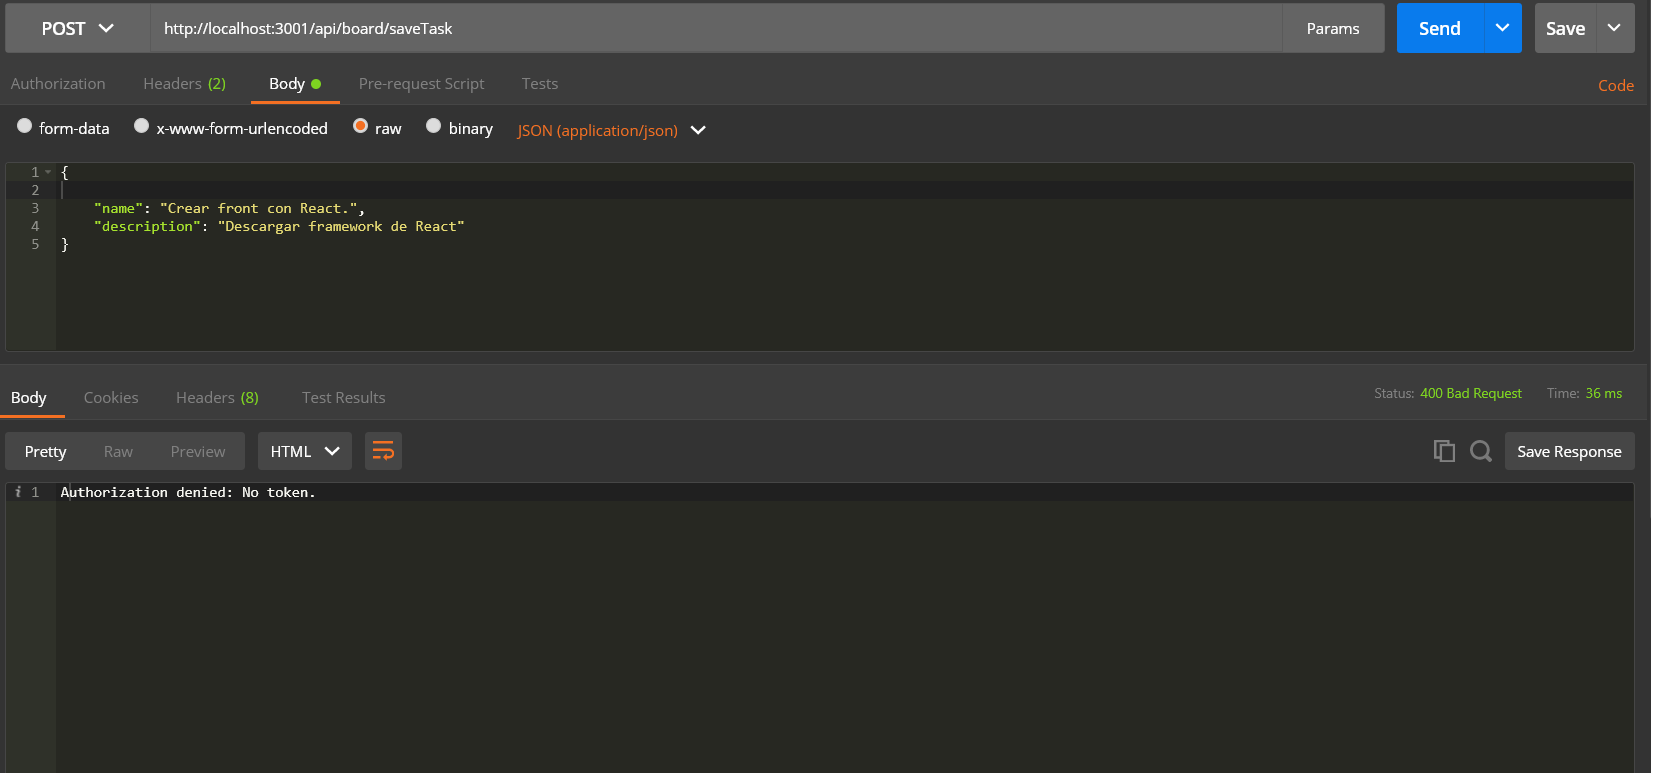 POST http://localhost:3001/api/board/saveTask Params Send Save
Authorization Headers (2) Body Pre-request Script Tests Code
form-data x-www-form-urlencoded raw binary JSON (application/json)
1 {
2
3 "name": "Crear front con React.",
4 "description": "Descargar framework de React"
5 }
Body Cookies Headers (8) Test Results Status: 400 Bad Request Time: 36 ms
Pretty Raw Preview HTML Save Response
i 1 Authorization denied: No token.